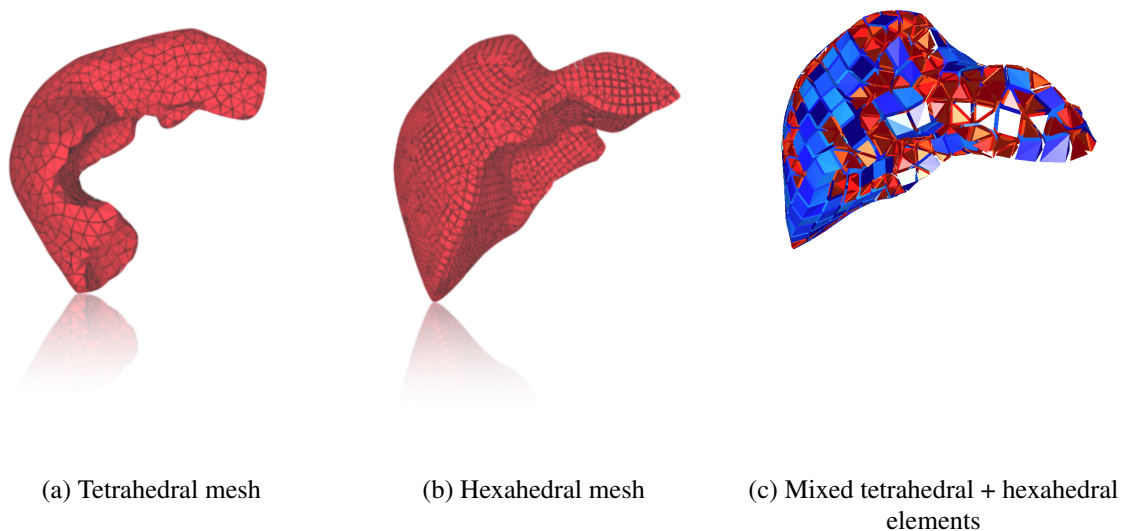 (a) Tetrahedral mesh
(b) Hexahedral mesh
(c) Mixed tetrahedral + hexahedral
elements